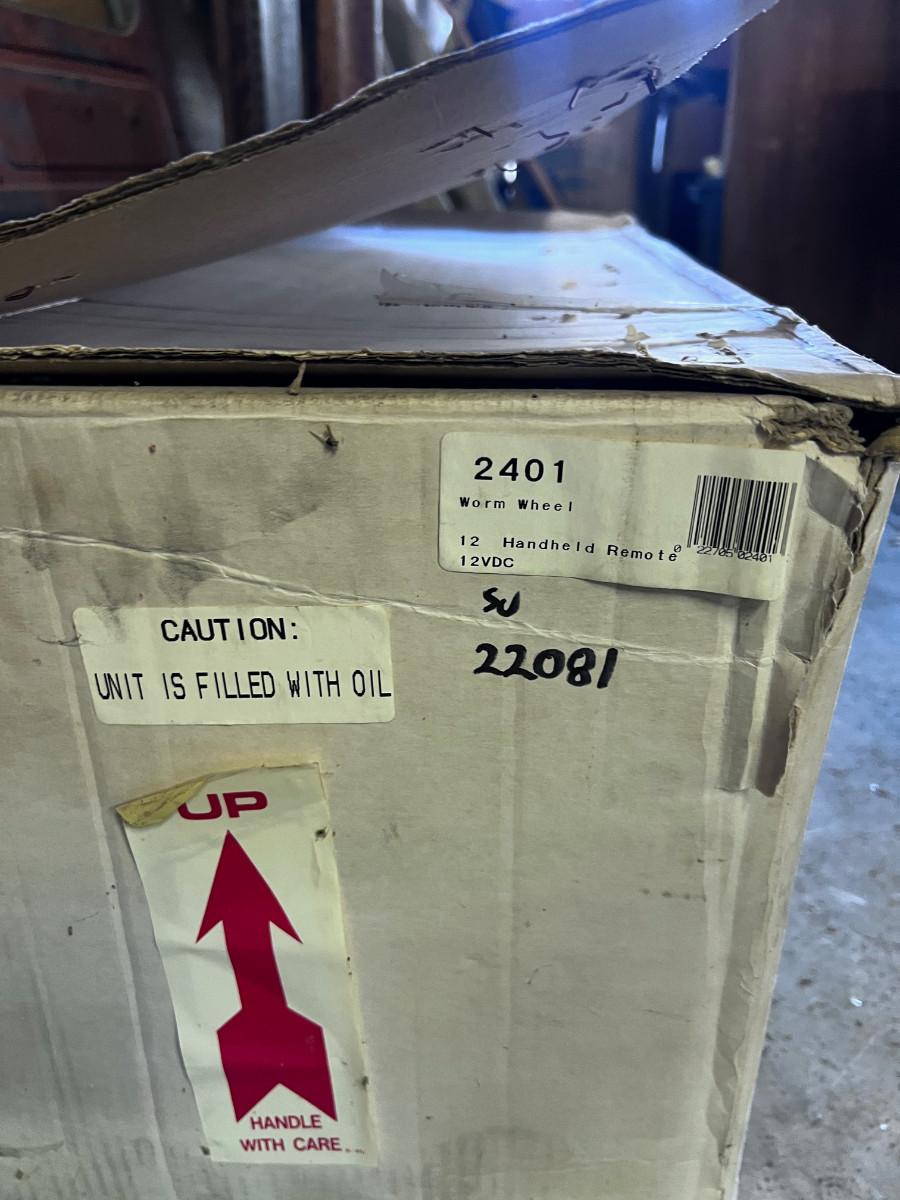 2401
Worm Wheel
12 Handheld Remote
12VDC
0 22705 02401
SJ
22081
CAUTION:
UNIT IS FILLED WITH OIL
UP
HANDLE
WITH CARE